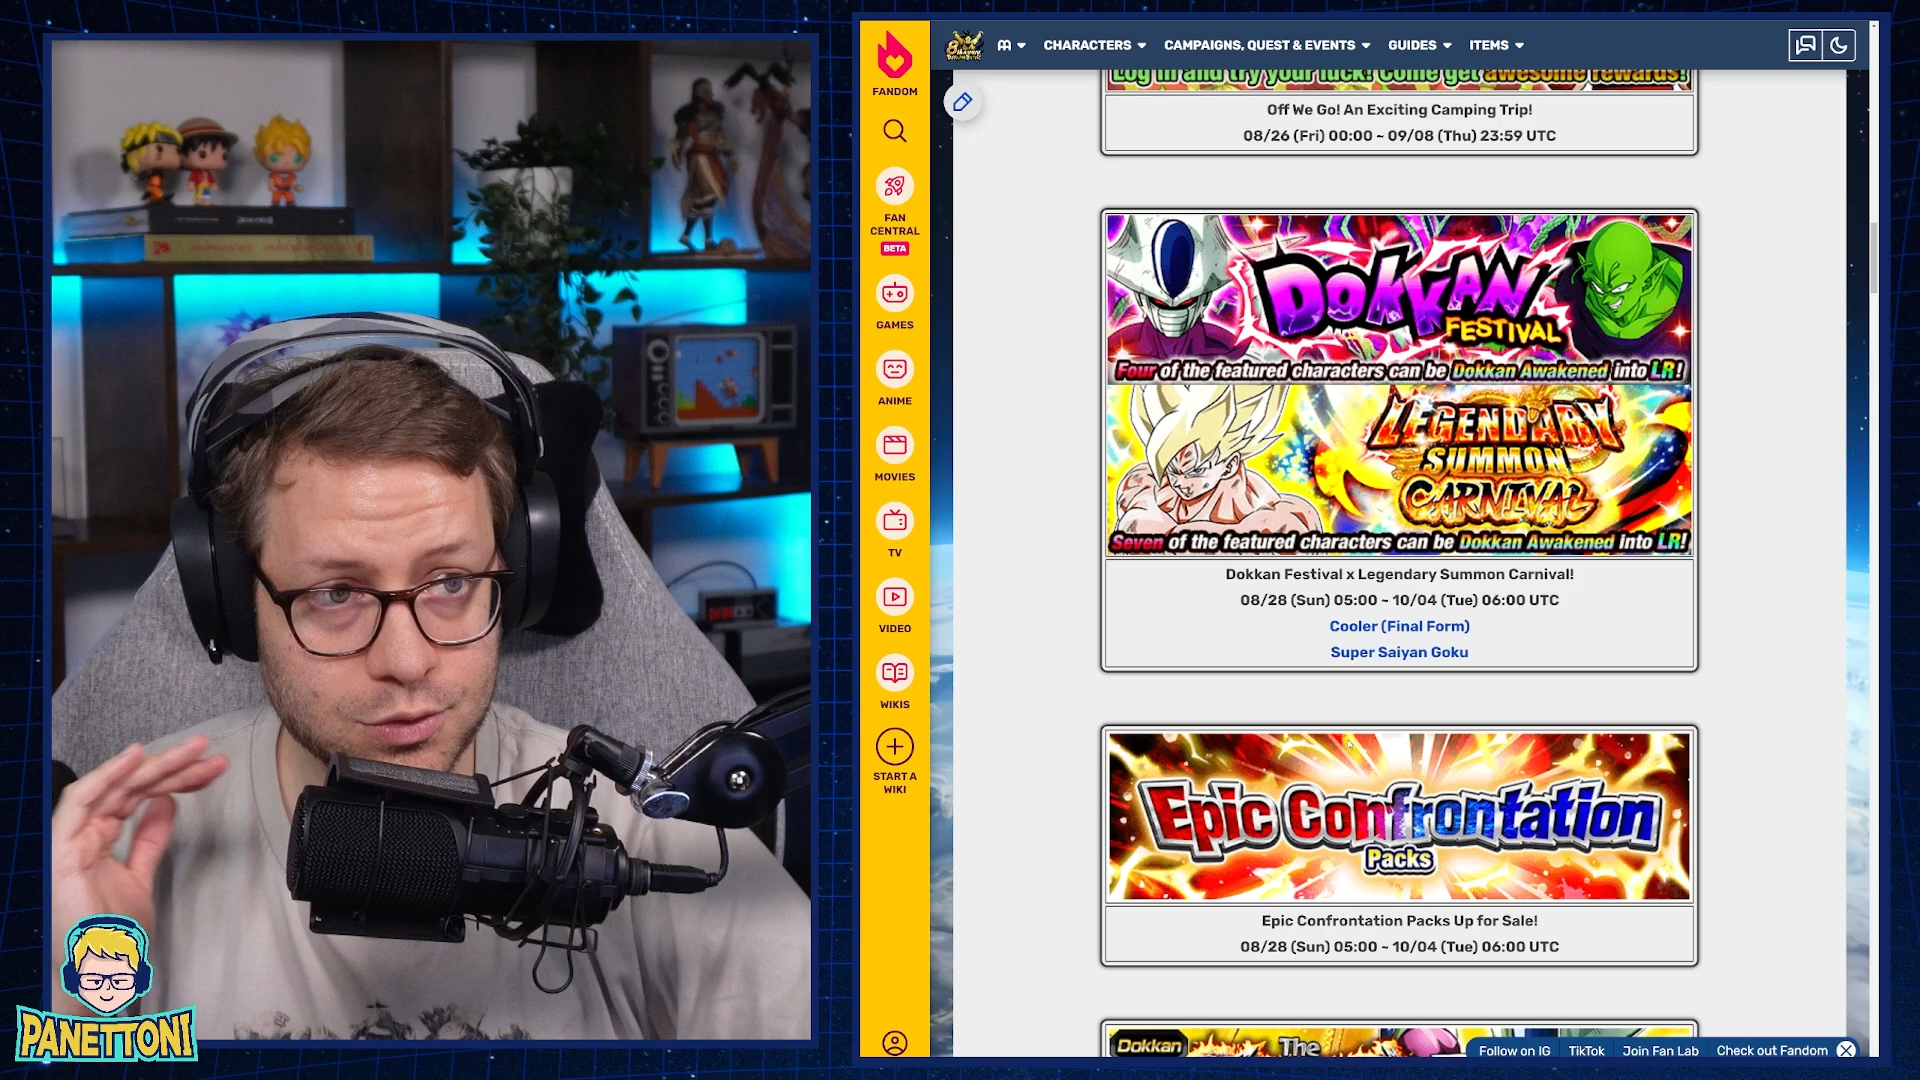 PANETTONI
FANDOM
FAN
CENTRAL
BETA
GAMES
ANIME
MOVIES
TV
VIDEO
WIKIS
START A
WIKI
CHARACTERS
CAMPAIGNS, QUEST & EVENTS
GUIDES
ITEMS
Log in and try your luck! Come get awesome rewards!
Off We Go! An Exciting Camping Trip!
08/26 (Fri) 00:00 ~ 09/08 (Thu) 23:59 UTC
DOKKAN
FESTIVAL
Four of the featured characters can be Dokkan Awakened into LR!
LEGENDARY
SUMMON
CARNIVAL
Seven of the featured characters can be Dokkan Awakened into LR!
Dokkan Festival x Legendary Summon Carnival!
08/28 (Sun) 05:00 ~ 10/04 (Tue) 06:00 UTC
Cooler (Final Form)
Super Saiyan Goku
Epic Confrontation
Packs
Epic Confrontation Packs Up for Sale!
08/28 (Sun) 05:00 ~ 10/04 (Tue) 06:00 UTC
Dokkan
The
Follow on IG
TikTok
Join Fan Lab
Check out Fandom